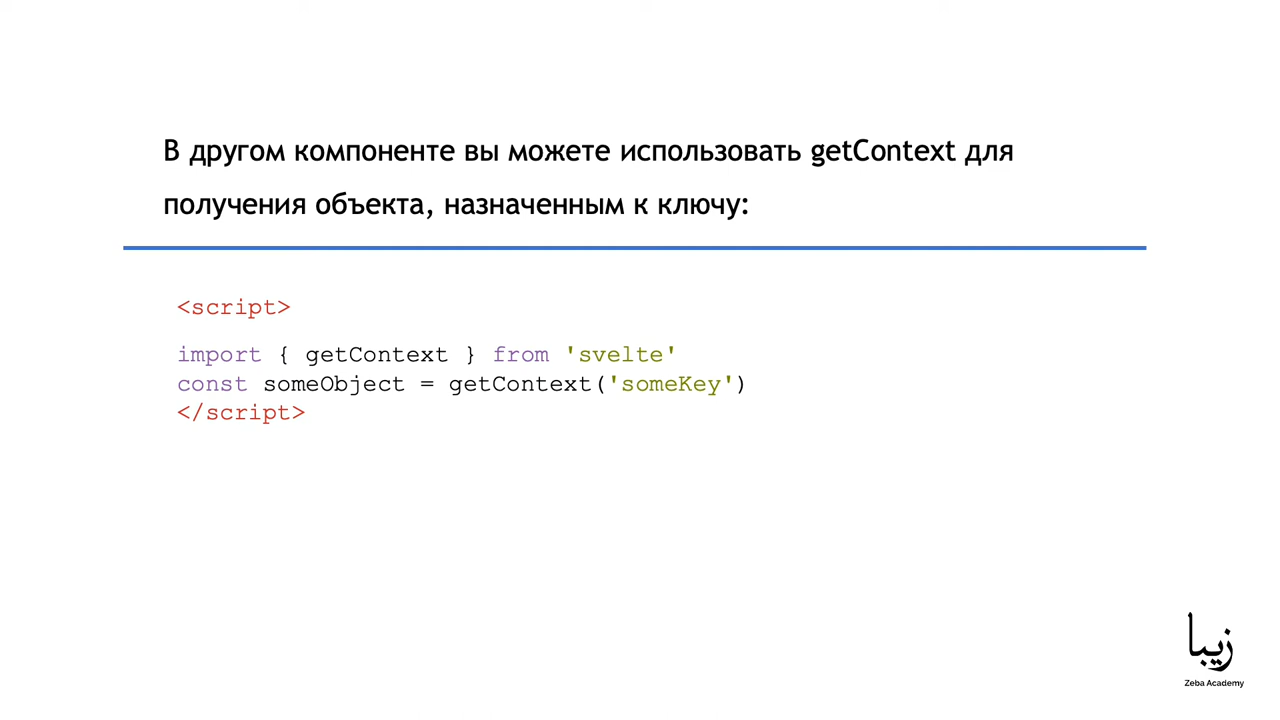 В другом компоненте вы можете использовать getContext для
получения объекта, назначенным к ключу:
<script>
import { getContext } from 'svelte'
const someObject = getContext('someKey')
</script>
زیبا
Zeba Academy